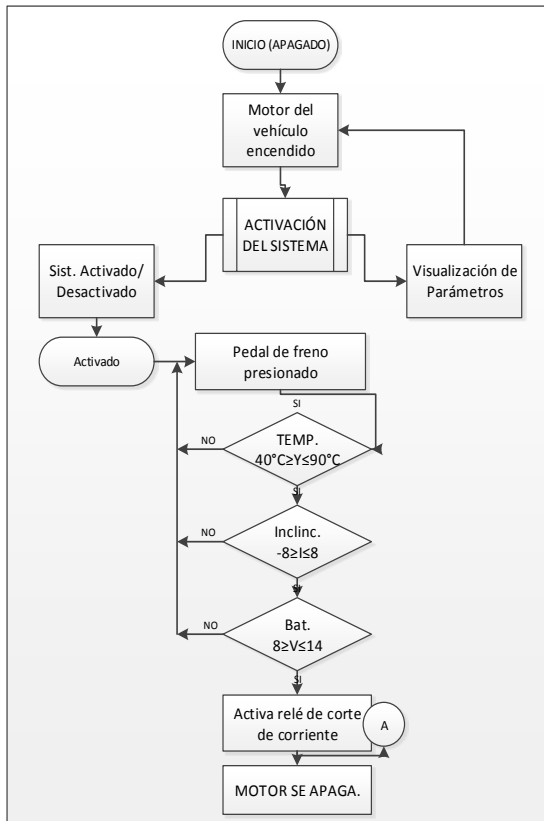 INICIO (APAGADO)
Motor del
vehículo
encendido
ACTIVACIÓN
DEL SISTEMA
Sist. Activado/
Desactivado
Visualización de
Parámetros
Activado
Pedal de freno
presionado
SI
NO
TEMP.
40°C≥Y≤90°C
SI
NO
Inclinc.
-8≥I≤8
SI
NO
Bat.
8≥V≤14
SI
Activa relé de corte
de corriente
A
MOTOR SE APAGA.